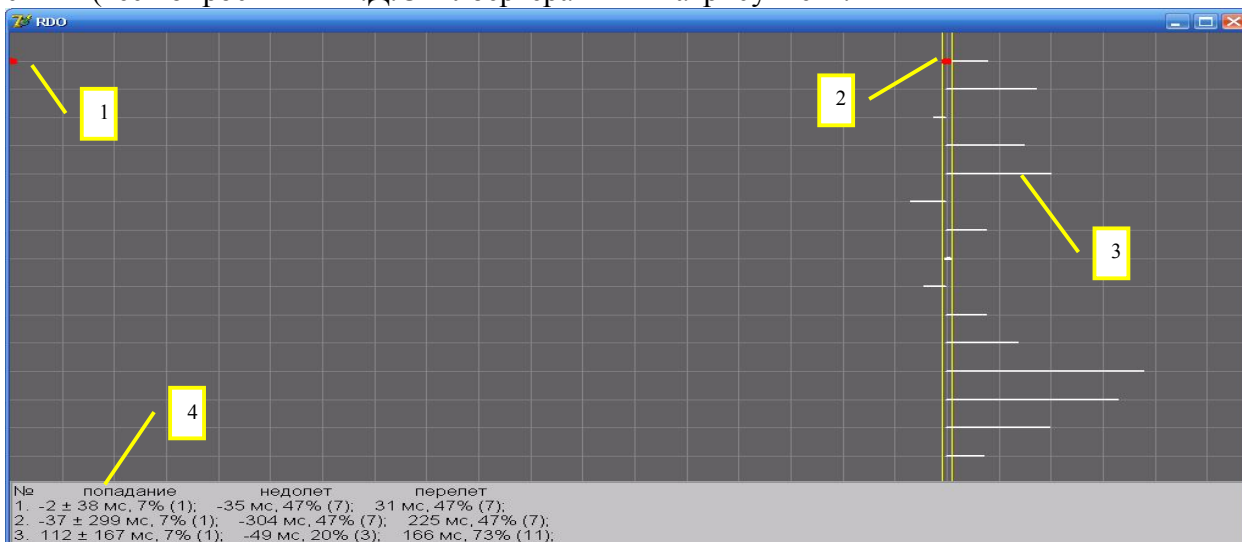 RDO
1
2
3
4
№ попадание недолет перелет
1. -2 ± 38 мс, 7% (1); -35 мс, 47% (7); 31 мс, 47% (7);
2. -37 ± 299 мс, 7% (1); -304 мс, 47% (7); 225 мс, 47% (7);
3. 112 ± 167 мс, 7% (1); -49 мс, 20% (3); 166 мс, 73% (11);